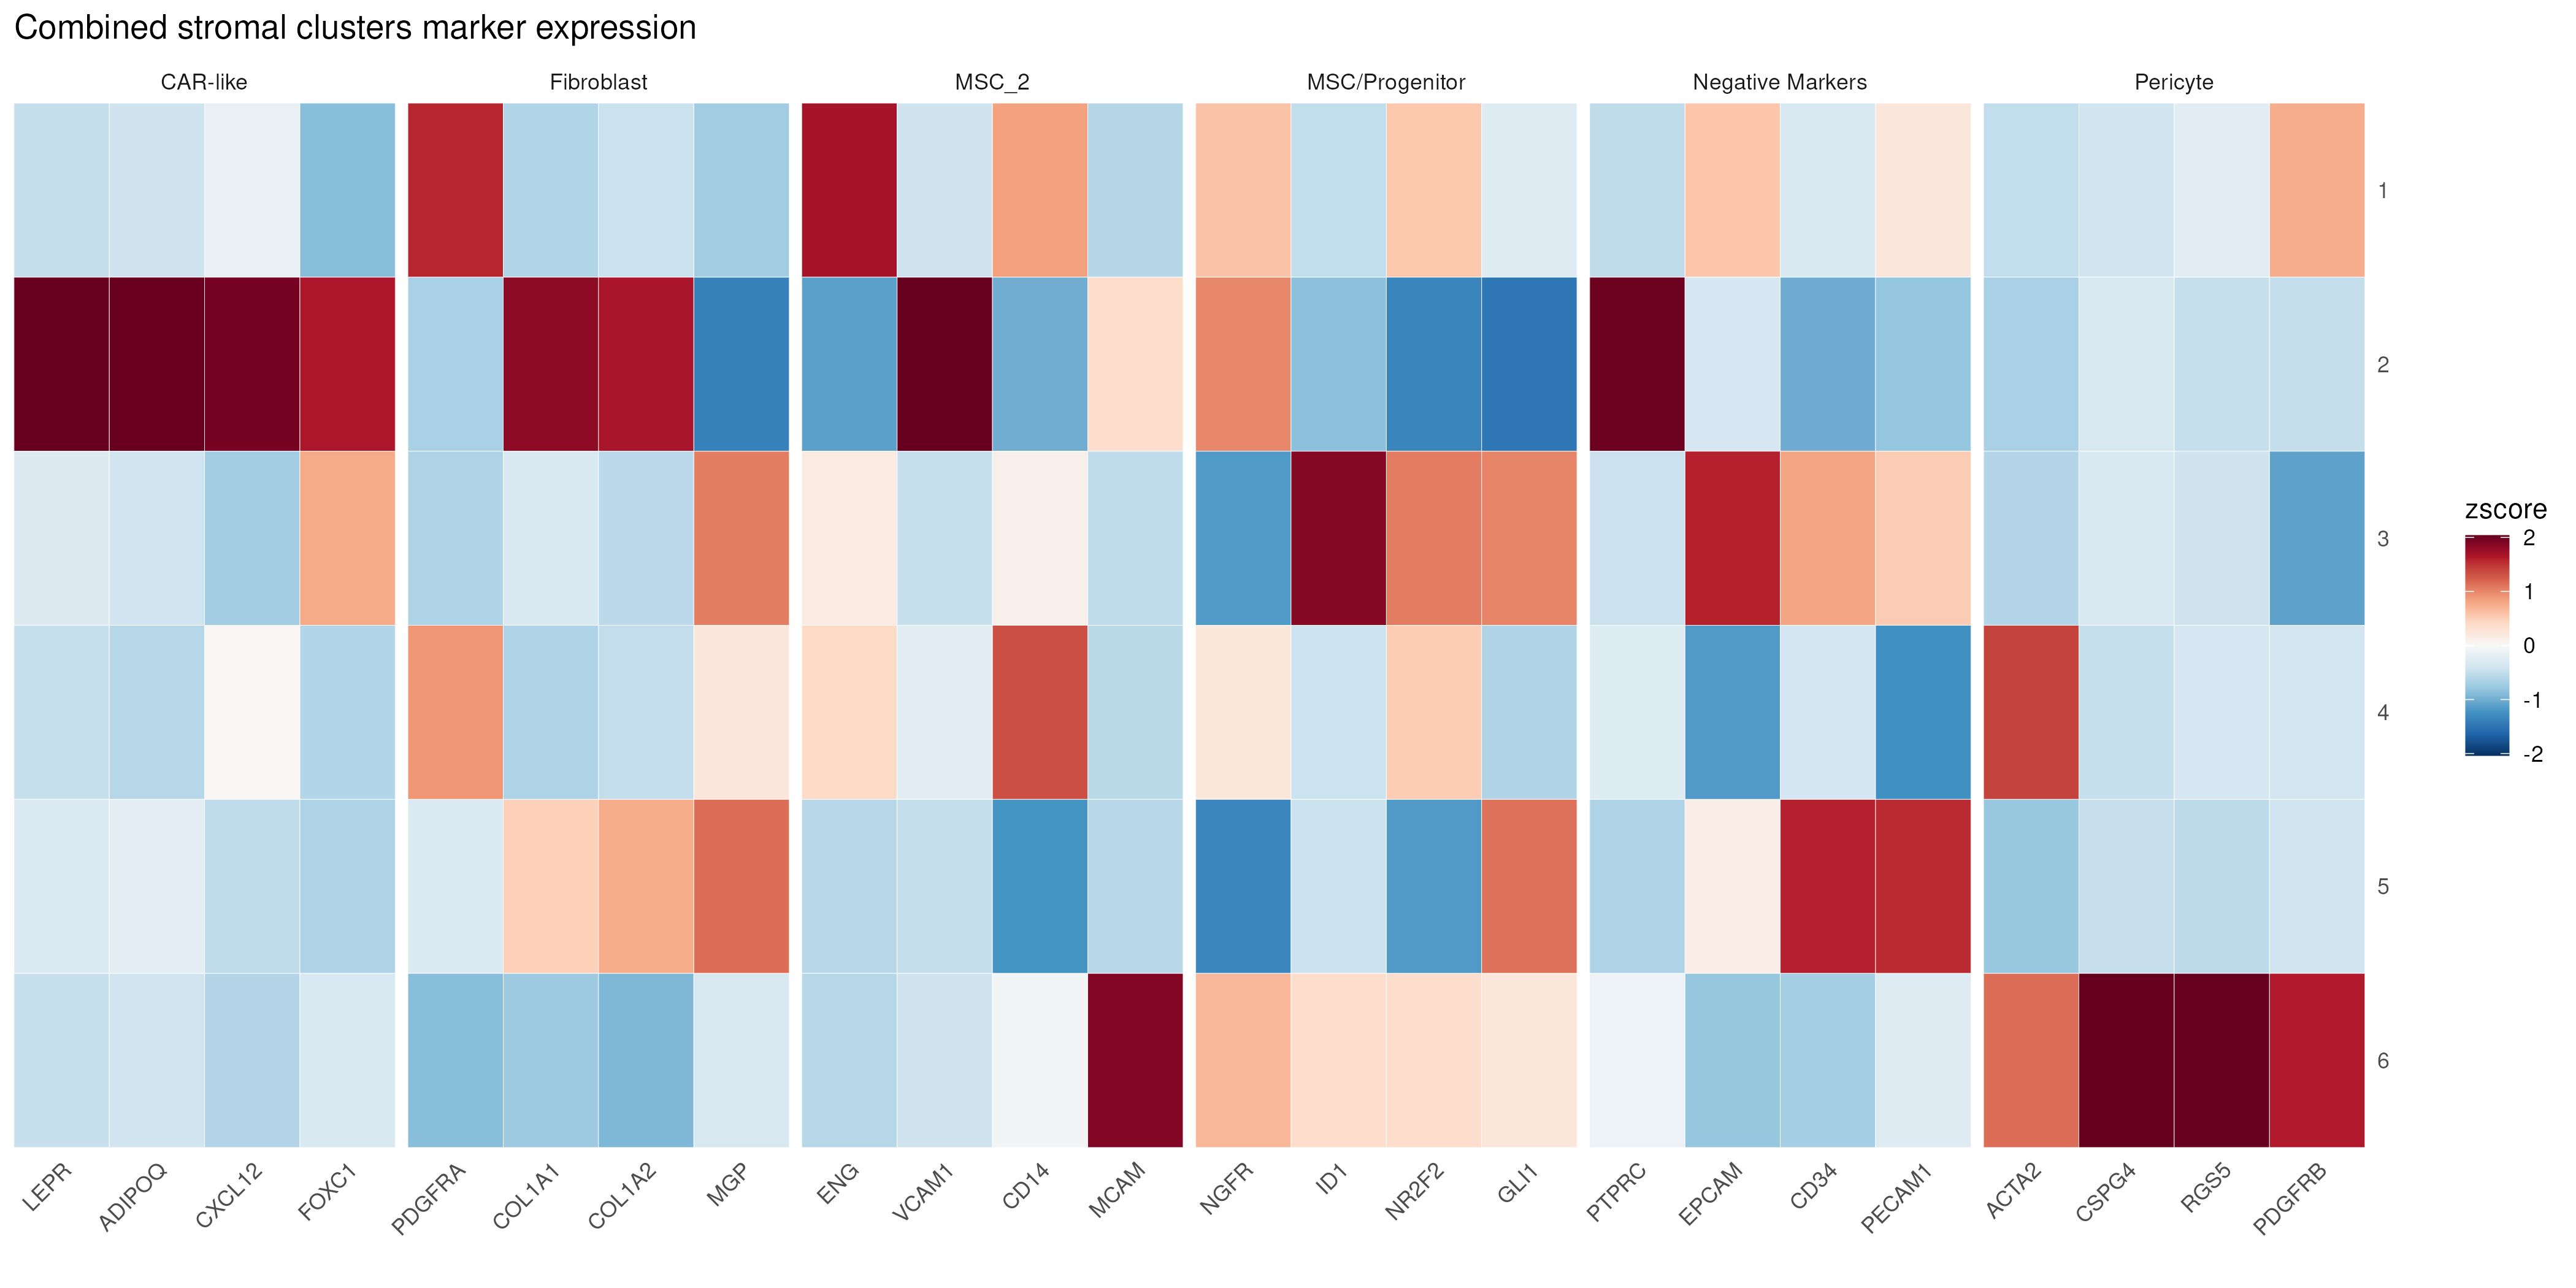 Combined stromal clusters marker expression
CAR-like Fibroblast MSC_2 MSC/Progenitor Negative Markers Pericyte
1
2
3
4
5
6
zscore
2
1
0
-1
-2
LEPR ADIPOQ CXCL12 FOXC1 PDGFRA COL1A1 COL1A2 MGP ENG VCAM1 CD14 MCAM NGFR ID1 NR2F2 GLI1 PTPRC EPCAM CD34 PECAM1 ACTA2 CSPG4 RGS5 PDGFRB